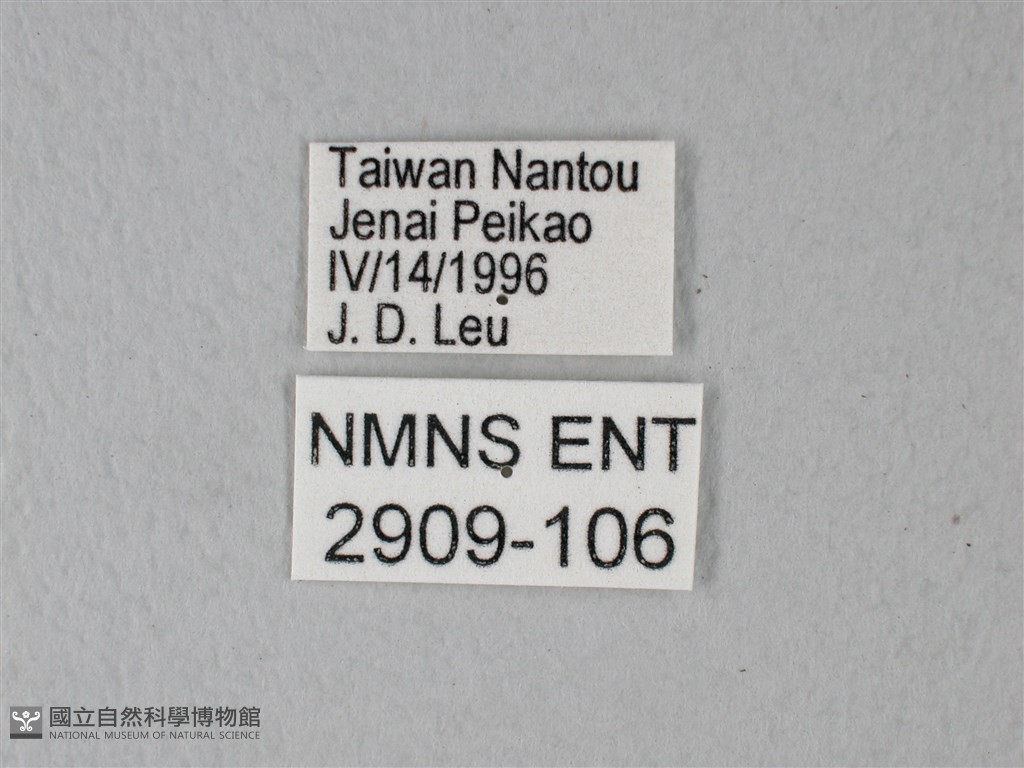 Taiwan Nantou
Jenai Peikao
IV/14/1996
J. D. Leu
NMNS ENT
2909-106
國立自然科學博物館
NATIONAL MUSEUM OF NATURAL SCIENCE